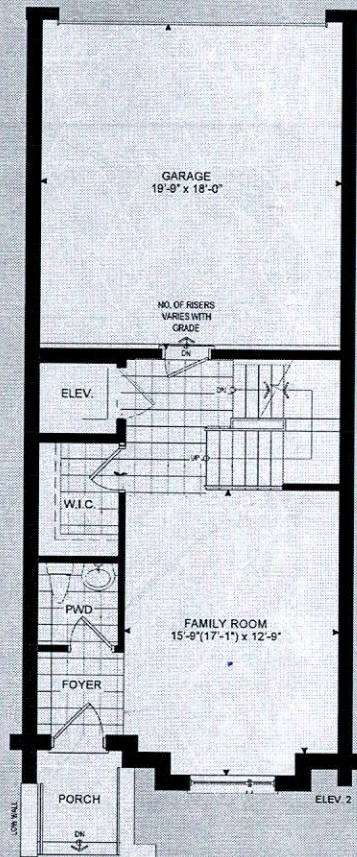 GARAGE
19'-9" x 18'-0"
NO. OF RISERS
VARIES WITH
GRADE
DN
ELEV.
DN
UP
W.I.C.
PWD
FAMILY ROOM
15'-9"(17'-1") x 12'-9"
FOYER
PORCH
DN
LOW WALL
ELEV. 2